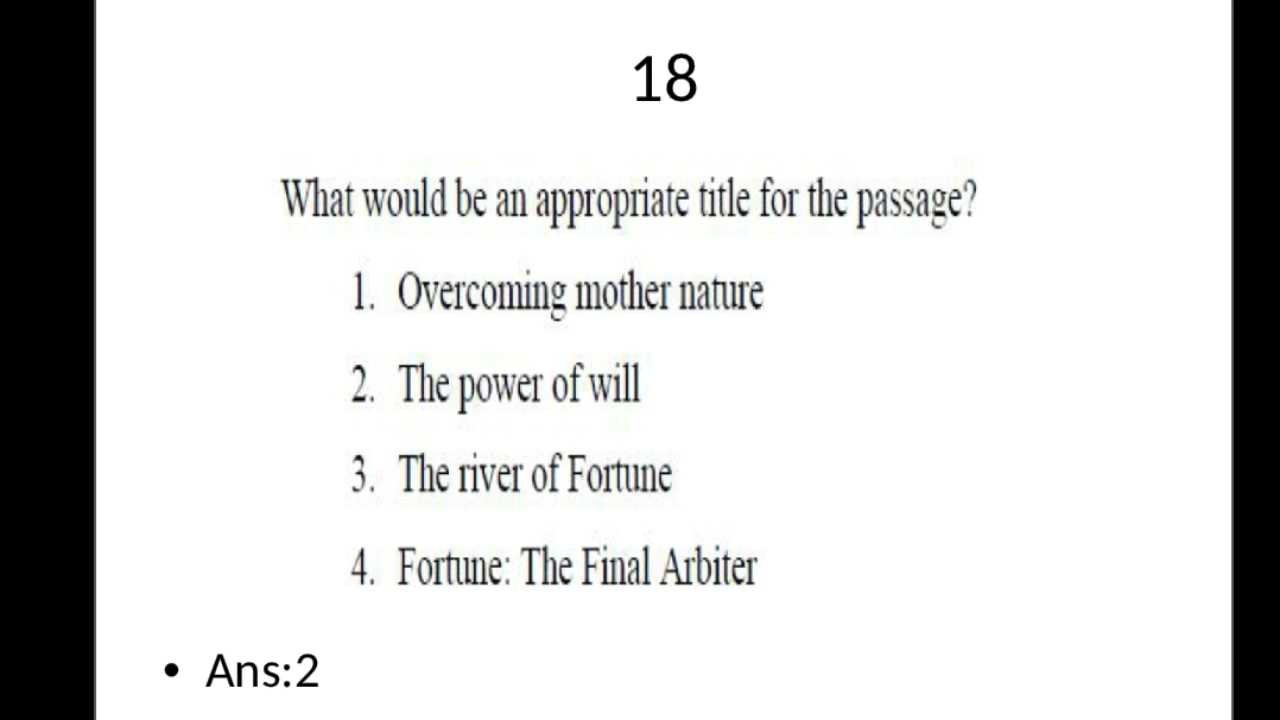 18
What would be an appropriate title for the passage?
1. Overcoming mother nature
2. The power of will
3. The river of Fortune
4. Fortune: The Final Arbiter
• Ans:2